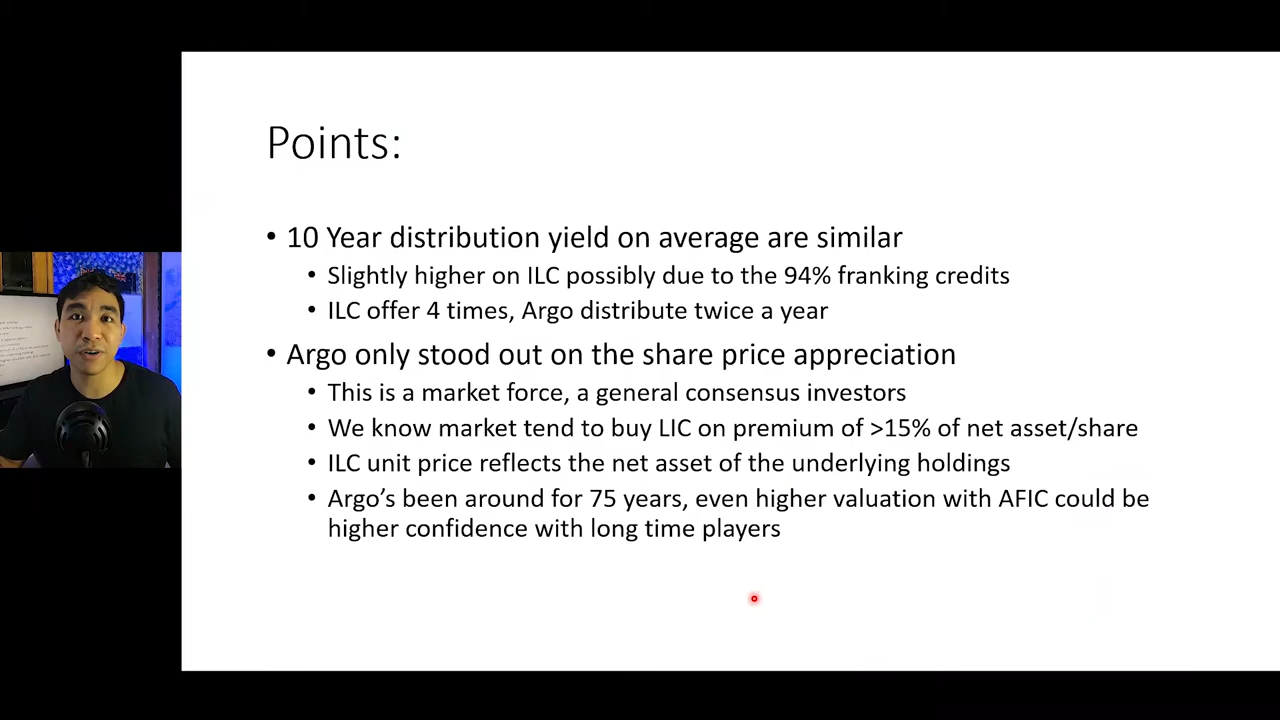 Points:
• 10 Year distribution yield on average are similar
• Slightly higher on ILC possibly due to the 94% franking credits
• ILC offer 4 times, Argo distribute twice a year
• Argo only stood out on the share price appreciation
• This is a market force, a general consensus investors
• We know market tend to buy LIC on premium of >15% of net asset/share
• ILC unit price reflects the net asset of the underlying holdings
• Argo's been around for 75 years, even higher valuation with AFIC could be
higher confidence with long time players